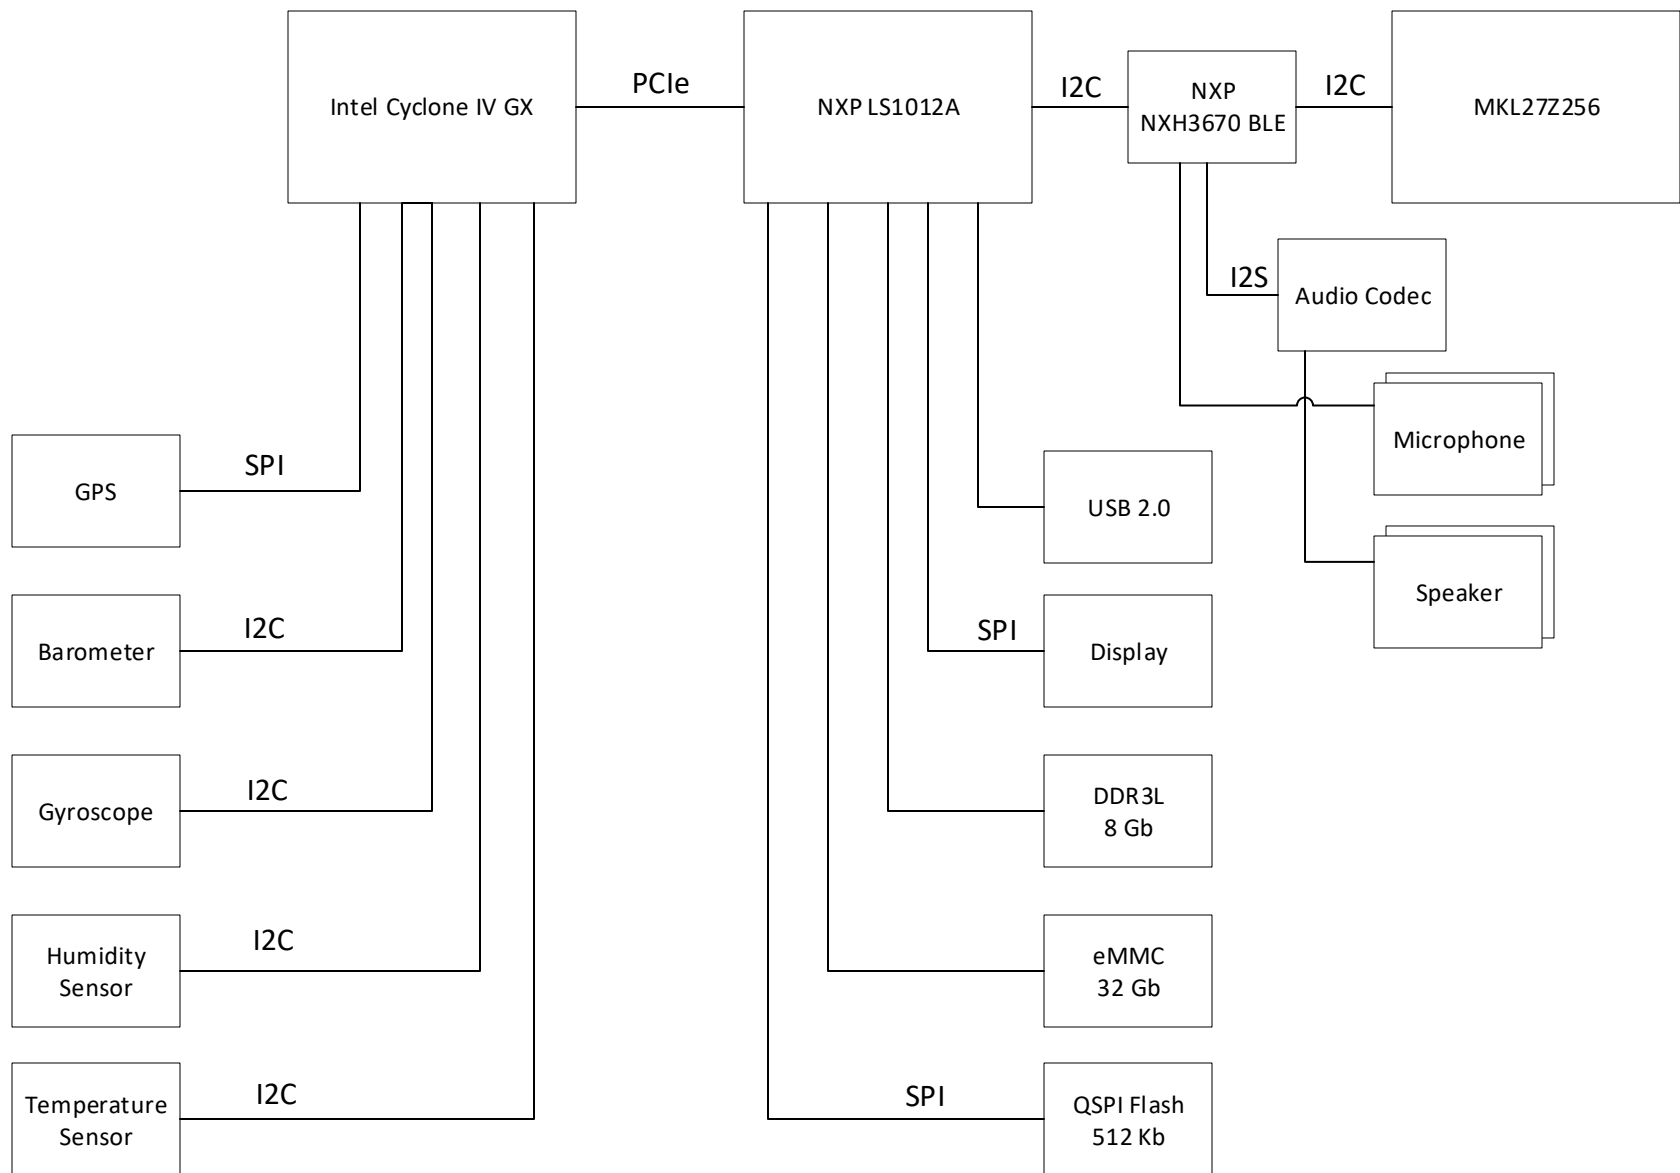 Intel Cyclone IV GX
PCIe
NXP LS1012A
I2C
NXP
NXH3670 BLE
I2C
MKL27Z256
I2S
Audio Codec
Microphone
Speaker
GPS
SPI
USB 2.0
Barometer
I2C
SPI
Display
Gyroscope
I2C
DDR3L
8 Gb
Humidity
Sensor
I2C
eMMC
32 Gb
Temperature
Sensor
I2C
SPI
QSPI Flash
512 Kb